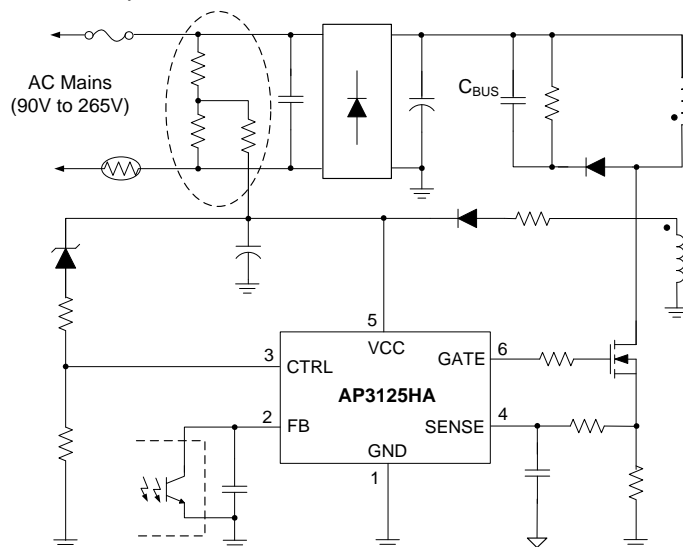 AC Mains
(90V to 265V)
CBUS
5
VCC
3
CTRL
GATE
6
AP3125HA
2
FB
SENSE
4
GND
1